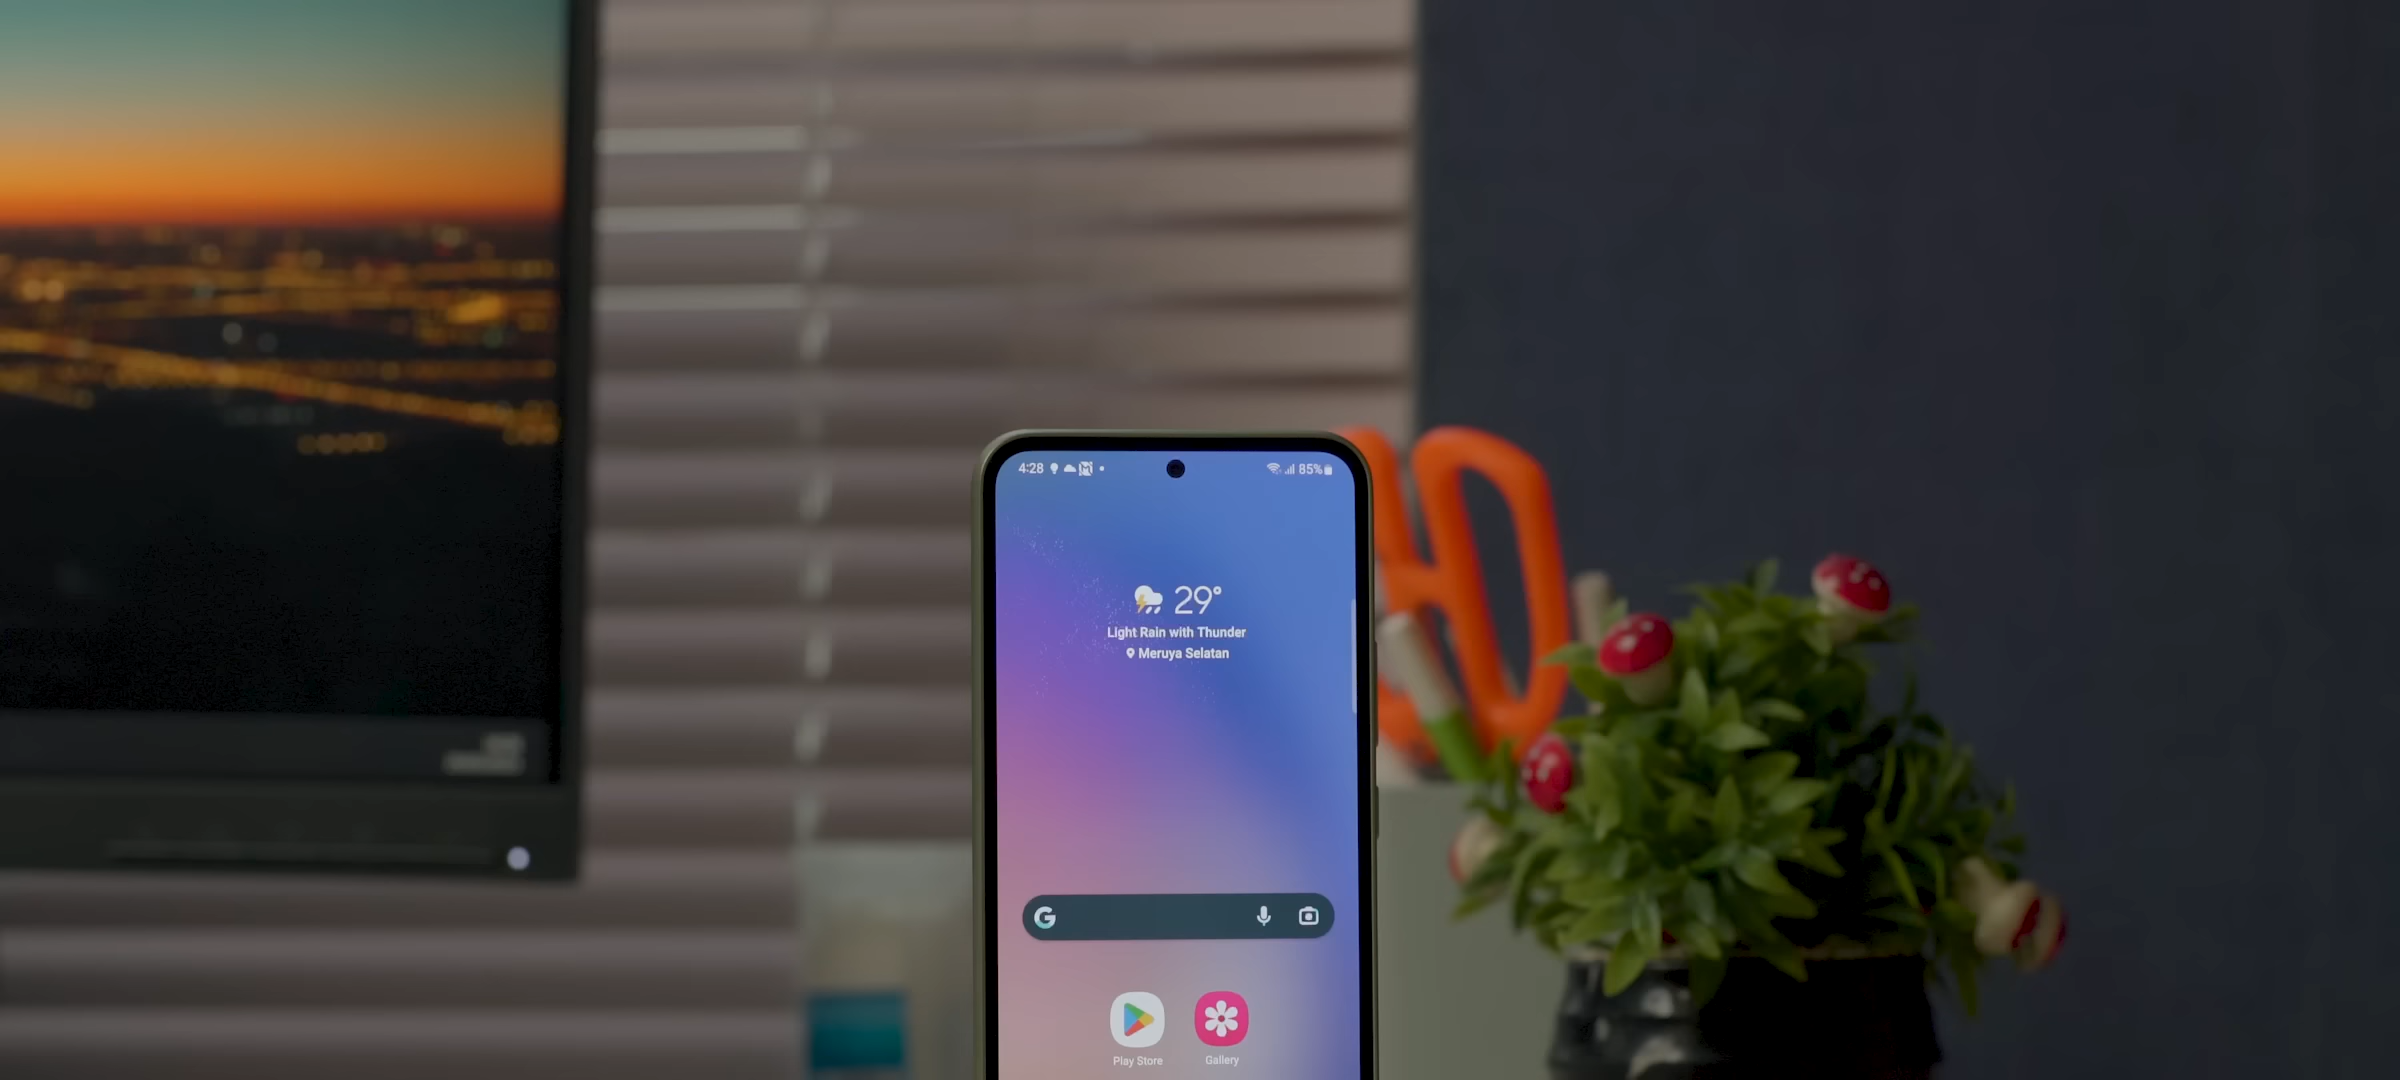 4:28
85%
29°
Light Rain with Thunder
Meruya Selatan
G
Play Store
Gallery